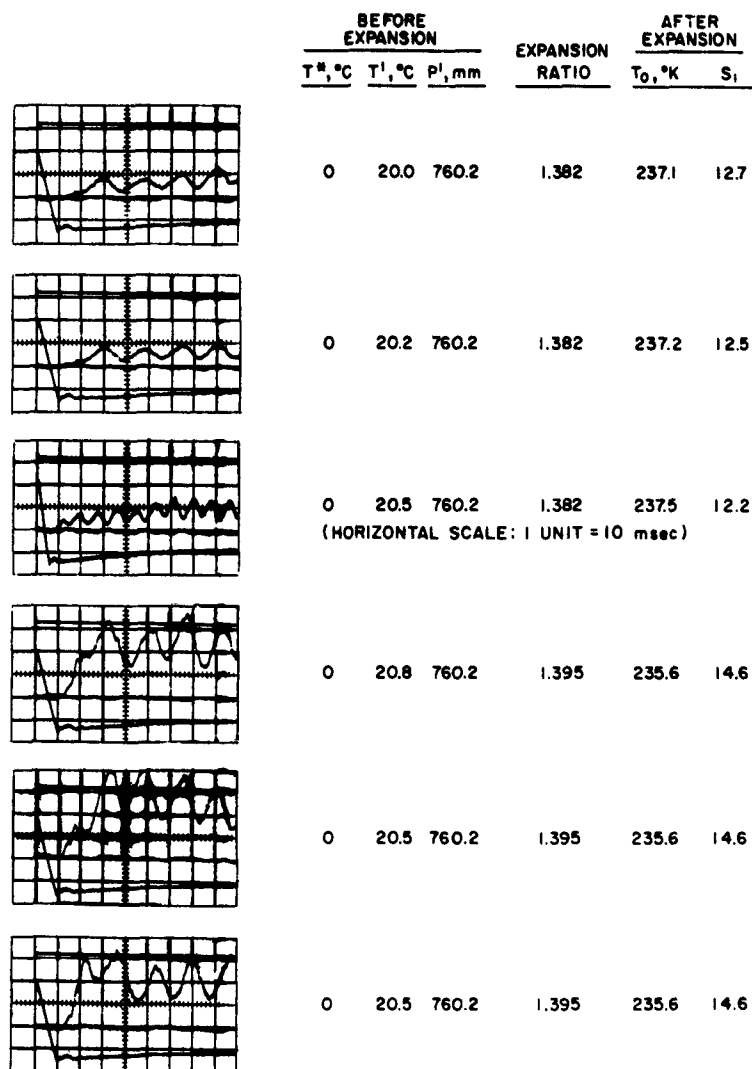 BEFORE EXPANSION EXPANSION RATIO AFTER EXPANSION
T*, °C T', °C P', mm T₀, °K S₁
0 20.0 760.2 1.382 237.1 12.7
0 20.2 760.2 1.382 237.2 12.5
0 20.5 760.2 1.382 237.5 12.2
(HORIZONTAL SCALE: 1 UNIT = 10 msec)
0 20.8 760.2 1.395 235.6 14.6
0 20.5 760.2 1.395 235.6 14.6
0 20.5 760.2 1.395 235.6 14.6